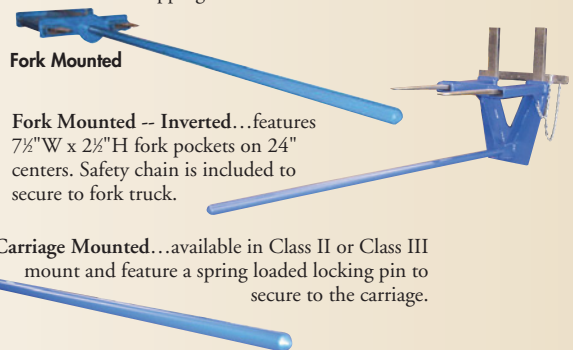 Fork Mounted
Fork Mounted -- Inverted…features
7½"W x 2½"H fork pockets on 24"
centers. Safety chain is included to
secure to fork truck.
Carriage Mounted…available in Class II or Class III
mount and feature a spring loaded locking pin to
secure to the carriage.